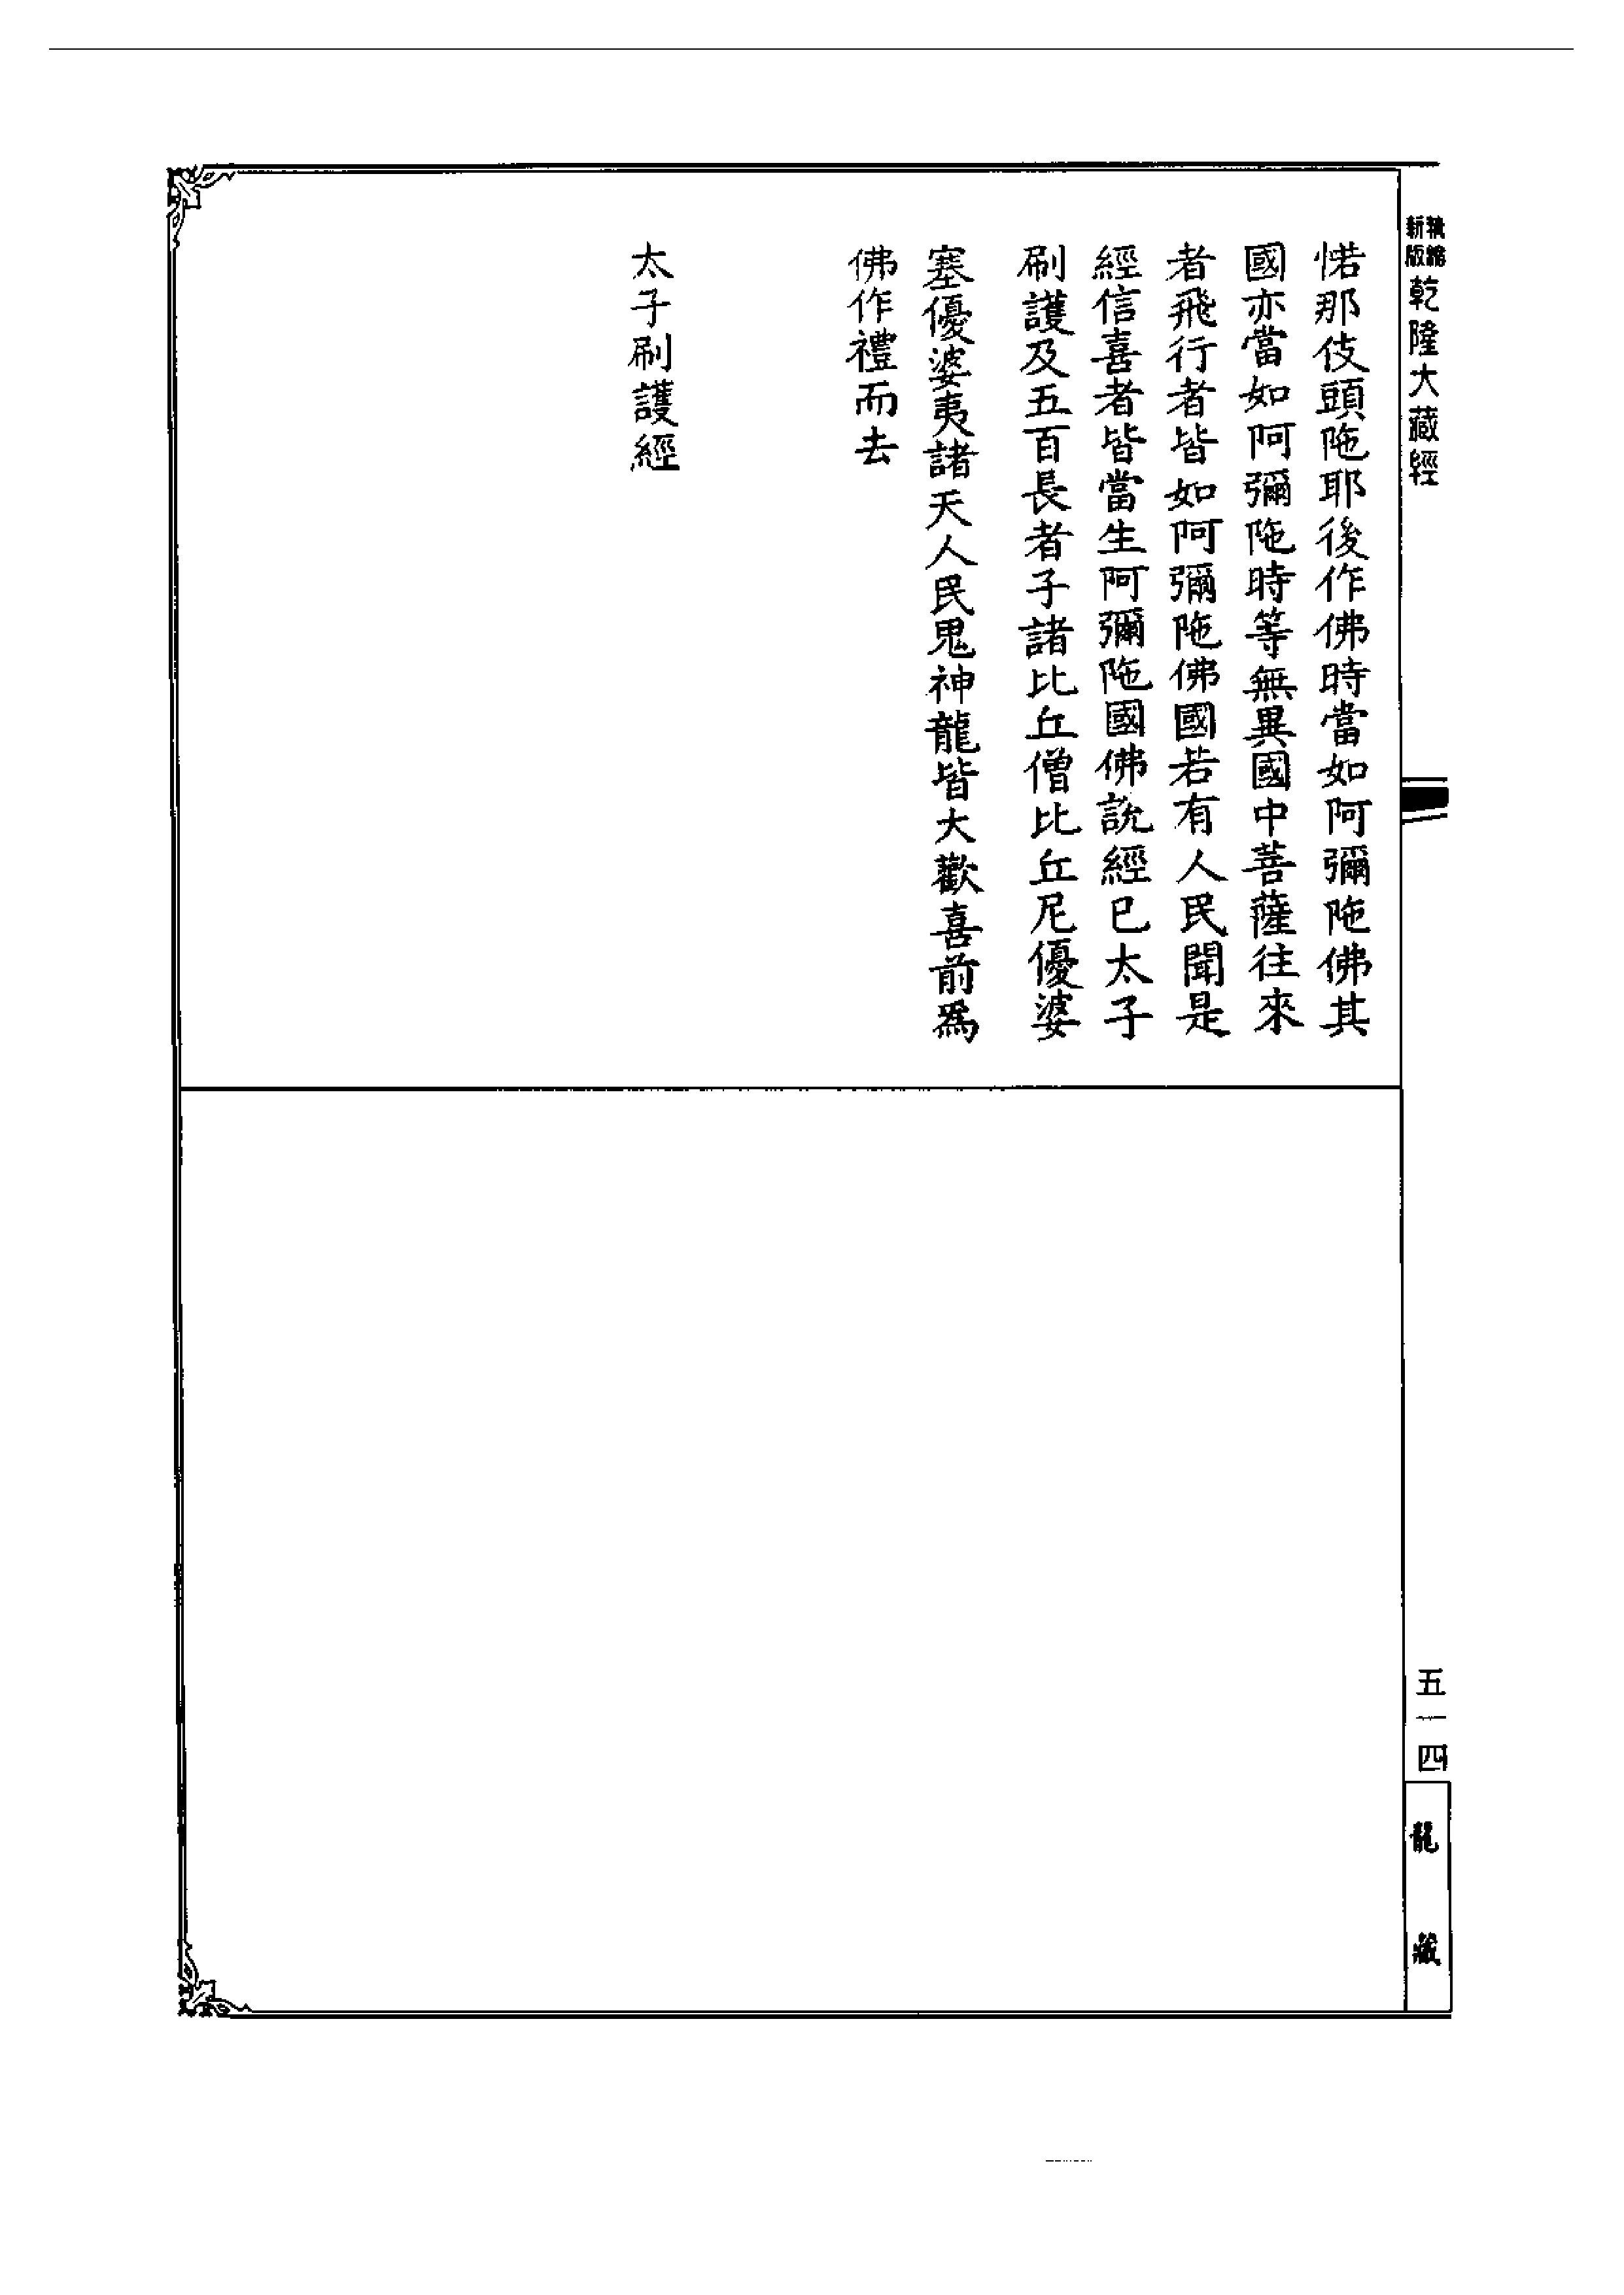 新版 乾隆大藏經
惹那伎頭陁耶後作佛時當如阿彌陁佛其
國亦當如阿彌陁時等無異國中菩薩往來
者飛行者皆如阿彌陁佛國若有人民聞是
經信喜者皆當生阿彌陁國佛說經已太子
刷護及五百長者子諸比丘僧比丘尼優婆
塞優婆夷諸天人民鬼神龍皆大歡喜前爲
佛作禮而去
太子刷護經
五一四
龍藏